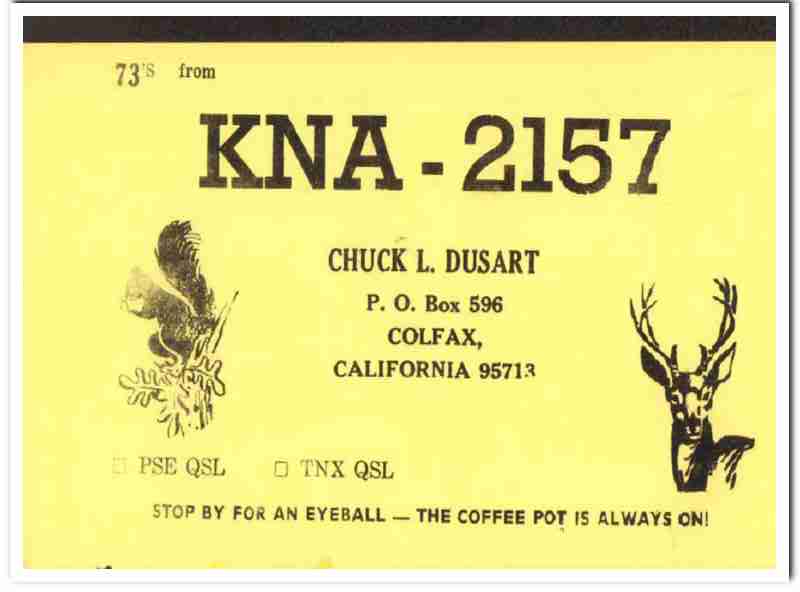 73'S from
KNA-2157
CHUCK L. DUSART
P. O. Box 596
COLFAX,
CALIFORNIA 95713
□ PSE QSL □ TNX QSL
STOP BY FOR AN EYEBALL — THE COFFEE POT IS ALWAYS ON!